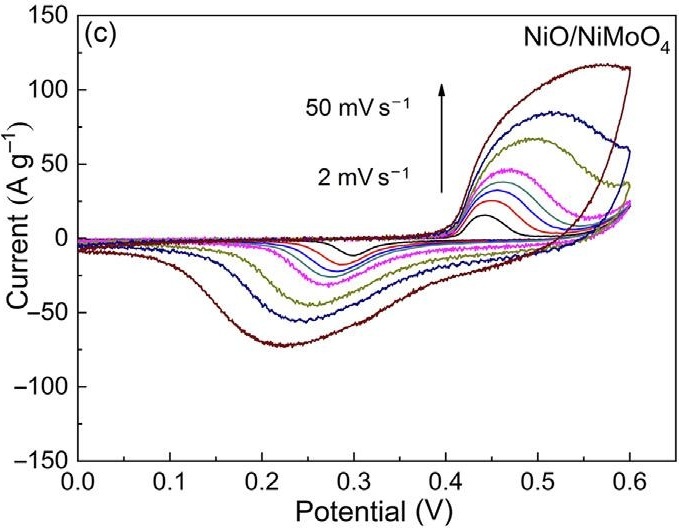 (c)
NiO/NiMoO₄
50 mV s⁻¹
2 mV s⁻¹
Current (A g⁻¹)
150
100
50
0
−50
−100
−150
0.0 0.1 0.2 0.3 0.4 0.5 0.6
Potential (V)